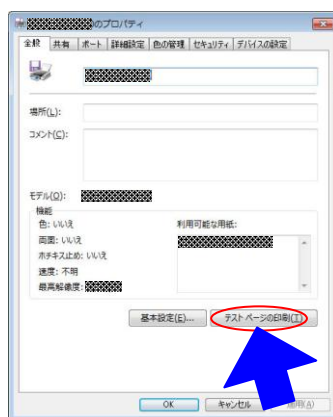 のプロパティ
全般 共有 ポート 詳細設定 色の管理 セキュリティ デバイスの設定
場所(L):
コメント(C):
モデル(O):
機能
色: いいえ 利用可能な用紙:
両面: いいえ
ホチキス止め: いいえ
速度: 不明
最高解像度:
基本設定(E)... テスト ページの印刷(T)
OK キャンセル 適用(A)